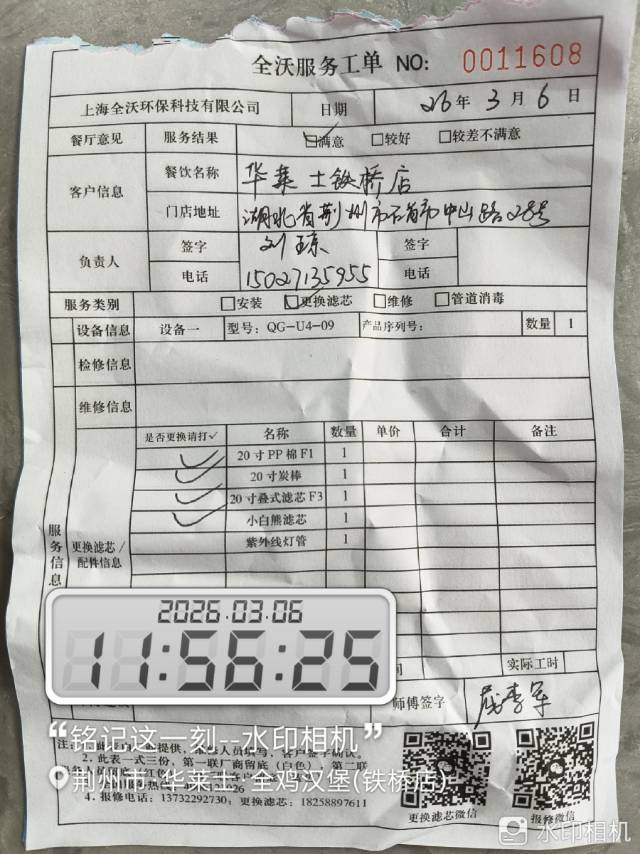 全沃服务工单 NO: 0011608
上海全沃环保科技有限公司 日期 26年 3月 6日
餐厅意见 服务结果 ☑满意 □较好 □较差不满意
客户信息 餐饮名称 华莱士铁桥店
门店地址 湖北省荆州市石首市中山路28号
负责人 签字 刘琼 签字
电话 15027135955 电话
服务类别 □安装 ☑更换滤芯 □维修 □管道消毒
设备信息 设备一 型号: QG-U4-09 产品序列号: 数量 1
检修信息
维修信息
服务信息
更换滤芯/配件信息
是否更换请打✓ 名称 数量 单价 合计 备注
✓ 20寸PP棉F1 1
✓ 20寸炭棒 1
✓ 20寸叠式滤芯F3 1
✓ 小白熊滤芯 1
紫外线灯管 1
2026.03.06
11:56:25
实际工时
师傅签字
“铭记这一刻--水印相机”
荆州市·华莱士·全鸡汉堡(铁桥店)
2. 此表一式三份, 第一联厂商留底(白色), 第二联
4. 报修电话: 13732292730; 更换滤芯: 18258897611
更换滤芯微信 报修微信
水印相机